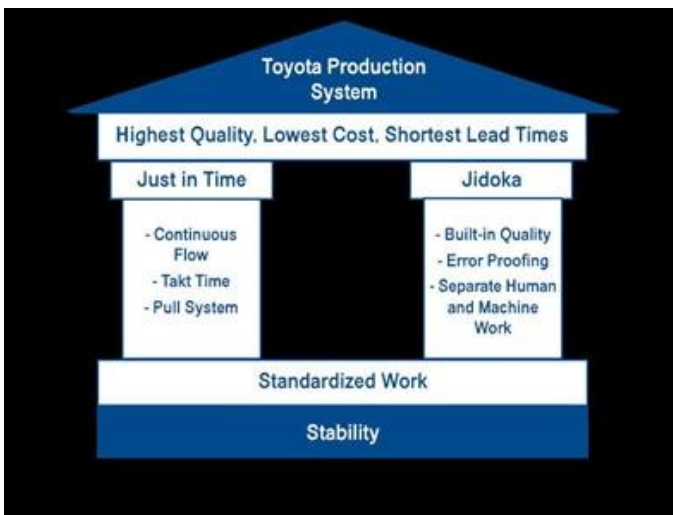 Toyota Production
System
Highest Quality, Lowest Cost, Shortest Lead Times
Just in Time
Jidoka
- Continuous
Flow
- Takt Time
- Pull System
- Built-in Quality
- Error Proofing
- Separate Human
and Machine
Work
Standardized Work
Stability